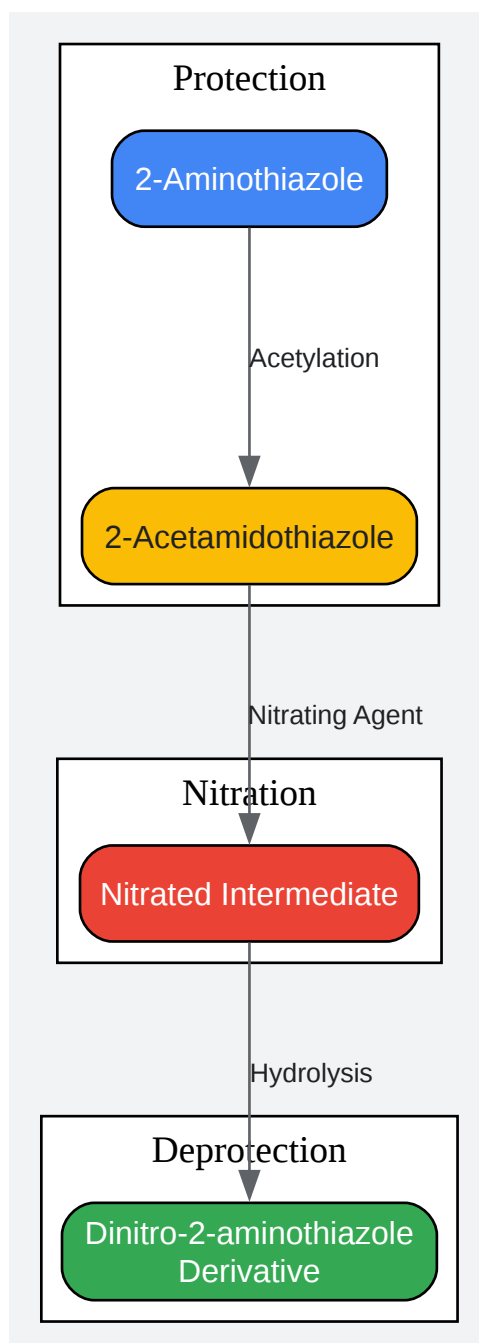 Protection
2-Aminothiazole
Acetylation
2-Acetamidothiazole
Nitrating Agent
Nitration
Nitrated Intermediate
Hydrolysis
Deprotection
Dinitro-2-aminothiazole
Derivative